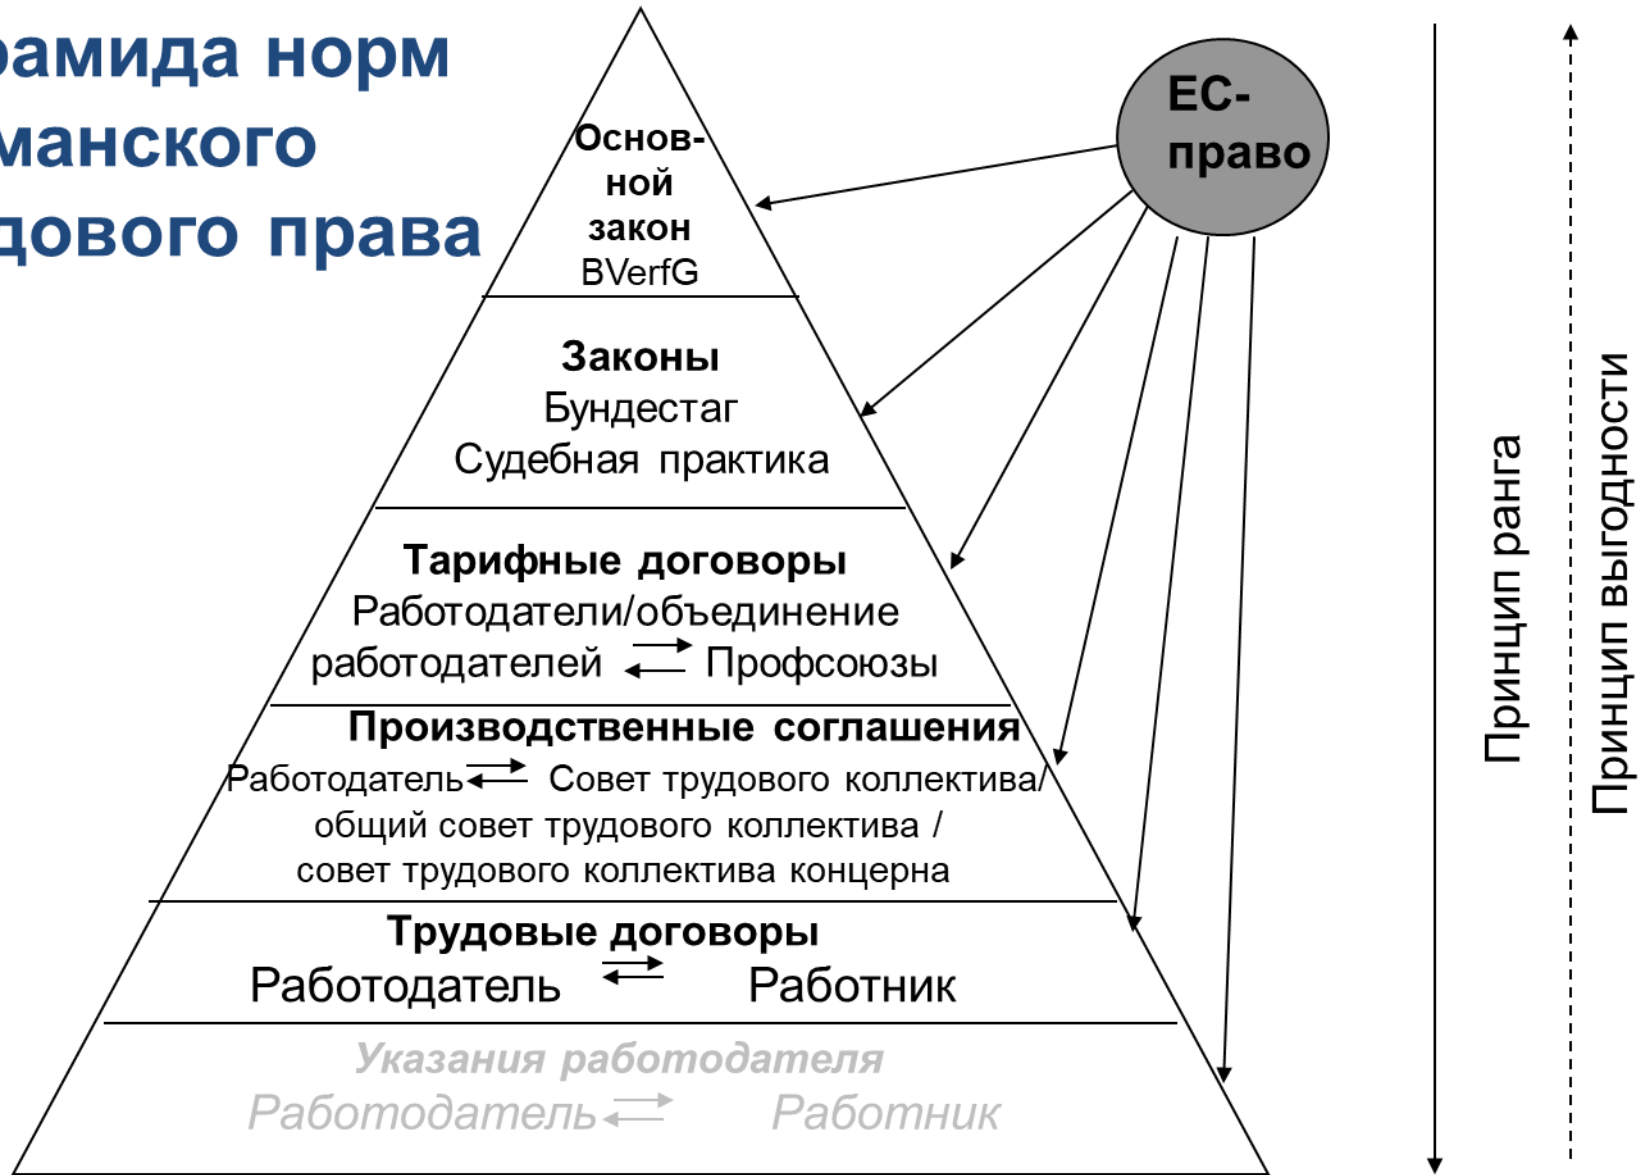 рамида норм
манского
дового права
Основ-
ной
закон
BVerfG
ЕС-
право
Законы
Бундестаг
Судебная практика
Тарифные договоры
Работодатели/объединение
работодателей Профсоюзы
Производственные соглашения
Работодатель Совет трудового коллектива/
общий совет трудового коллектива /
совет трудового коллектива концерна
Трудовые договоры
Работодатель Работник
Указания работодателя
Работодатель Работник
Принцип ранга
Принцип выгодности